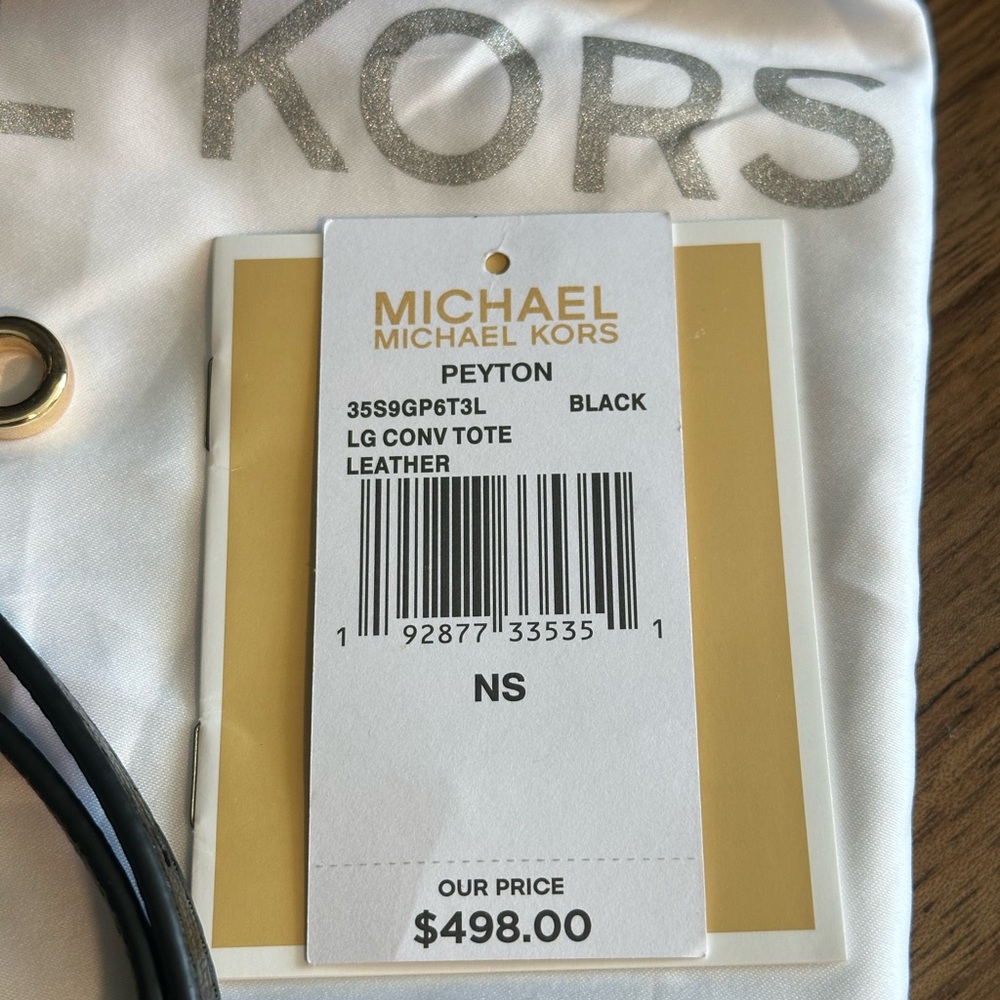 L KORS
MICHAEL
MICHAEL KORS
PEYTON
35S9GP6T3L BLACK
LG CONV TOTE
LEATHER
1 92877 33535 1
NS
OUR PRICE
$498.00